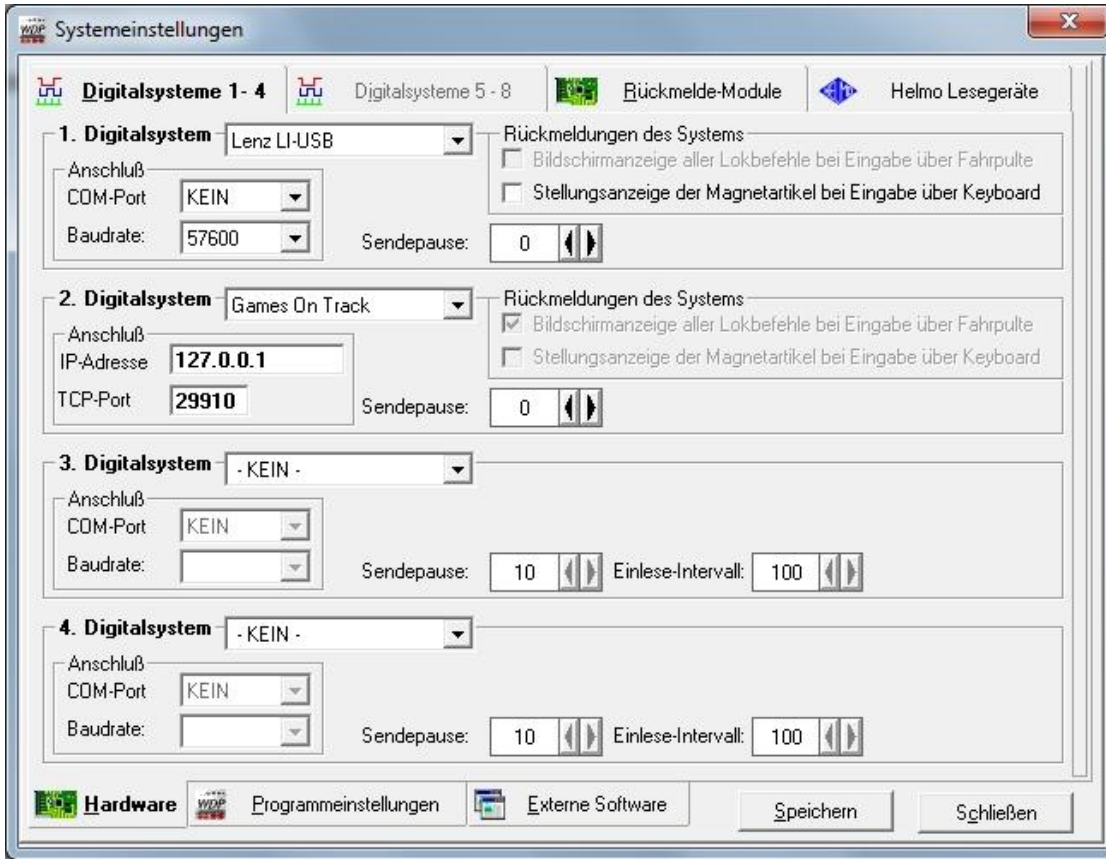 WDP Systemeinstellungen
Digitalsysteme 1- 4 Digitalsysteme 5 - 8 Rückmelde-Module Helmo Lesegeräte
1. Digitalsystem Lenz LI-USB Rückmeldungen des Systems
Anschluß Bildschirmanzeige aller Lokbefehle bei Eingabe über Fahrpulte
COM-Port KEIN Stellungsanzeige der Magnetartikel bei Eingabe über Keyboard
Baudrate: 57600 Sendepause: 0
2. Digitalsystem Games On Track Rückmeldungen des Systems
Anschluß Bildschirmanzeige aller Lokbefehle bei Eingabe über Fahrpulte
IP-Adresse 127.0.0.1 Stellungsanzeige der Magnetartikel bei Eingabe über Keyboard
TCP-Port 29910 Sendepause: 0
3. Digitalsystem - KEIN -
Anschluß
COM-Port KEIN
Baudrate: Sendepause: 10 Einlese-Intervall: 100
4. Digitalsystem - KEIN -
Anschluß
COM-Port KEIN
Baudrate: Sendepause: 10 Einlese-Intervall: 100
Hardware WDP Programmeinstellungen Externe Software Speichern Schließen